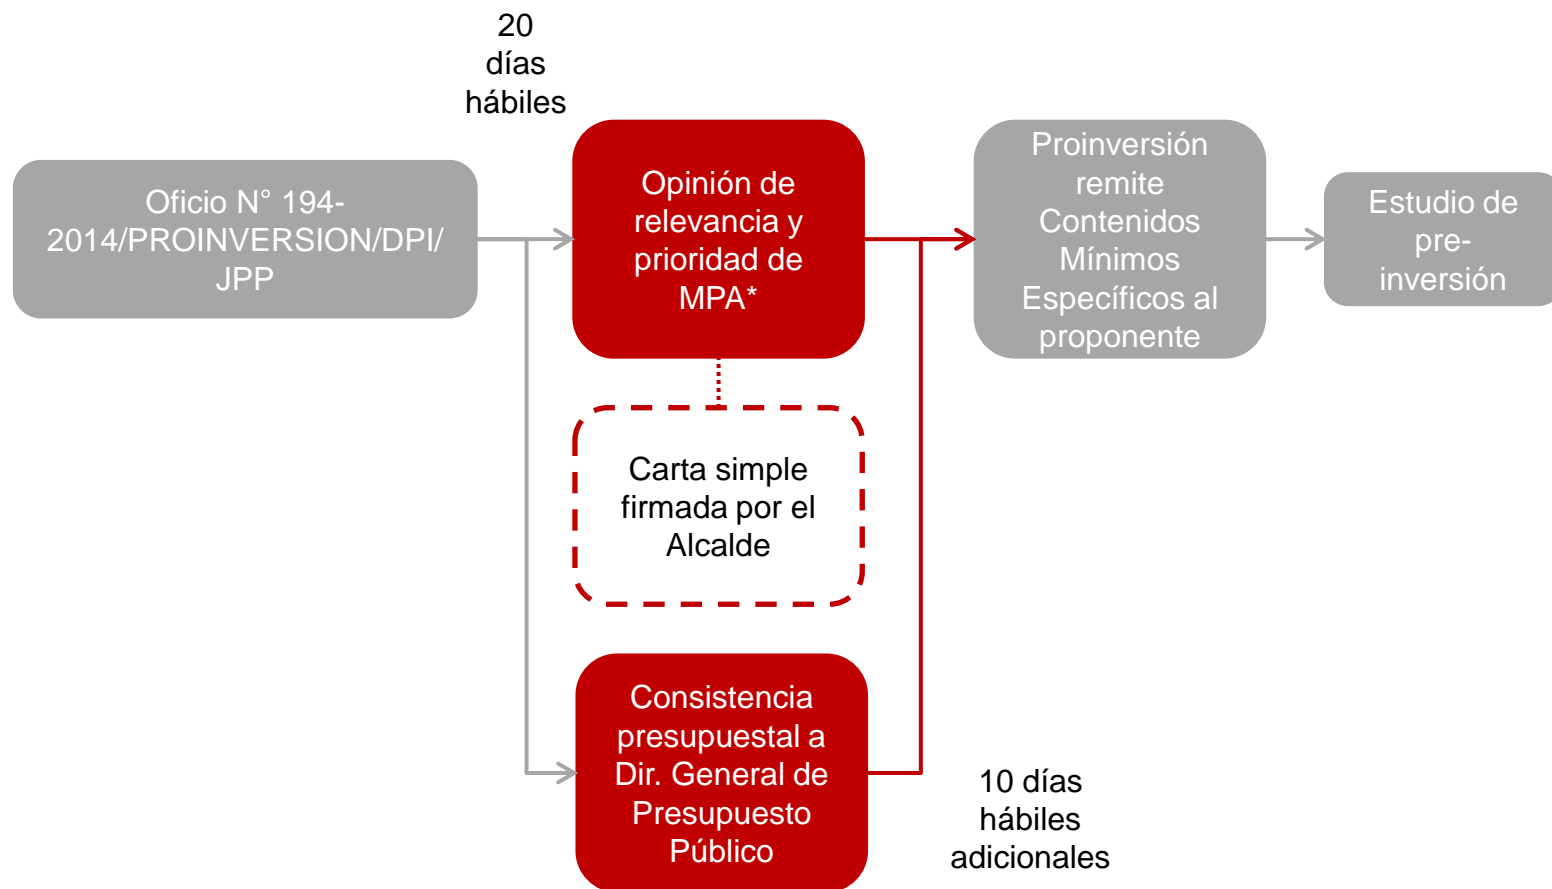 20
días
hábiles
Oficio N° 194-
2014/PROINVERSION/DPI/
JPP
Opinión de
relevancia y
prioridad de
MPA*
Proinversión
remite
Contenidos
Mínimos
Específicos al
proponente
Estudio de
pre-
inversión
Carta simple
firmada por el
Alcalde
Consistencia
presupuestal a
Dir. General de
Presupuesto
Público
10 días
hábiles
adicionales